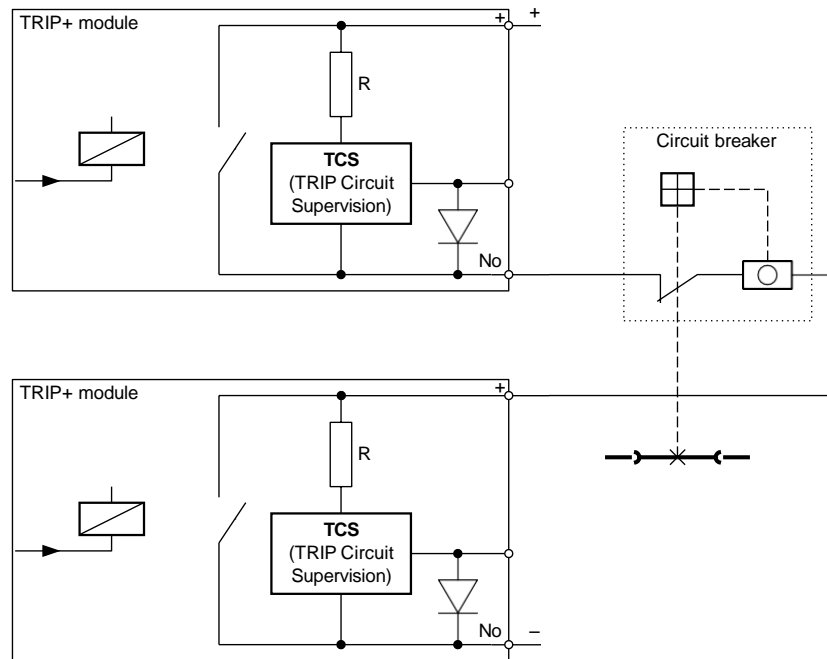 TRIP+ module
+
+
R
TCS
(TRIP Circuit
Supervision)
No
Circuit breaker
TRIP+ module
+
R
TCS
(TRIP Circuit
Supervision)
No
–